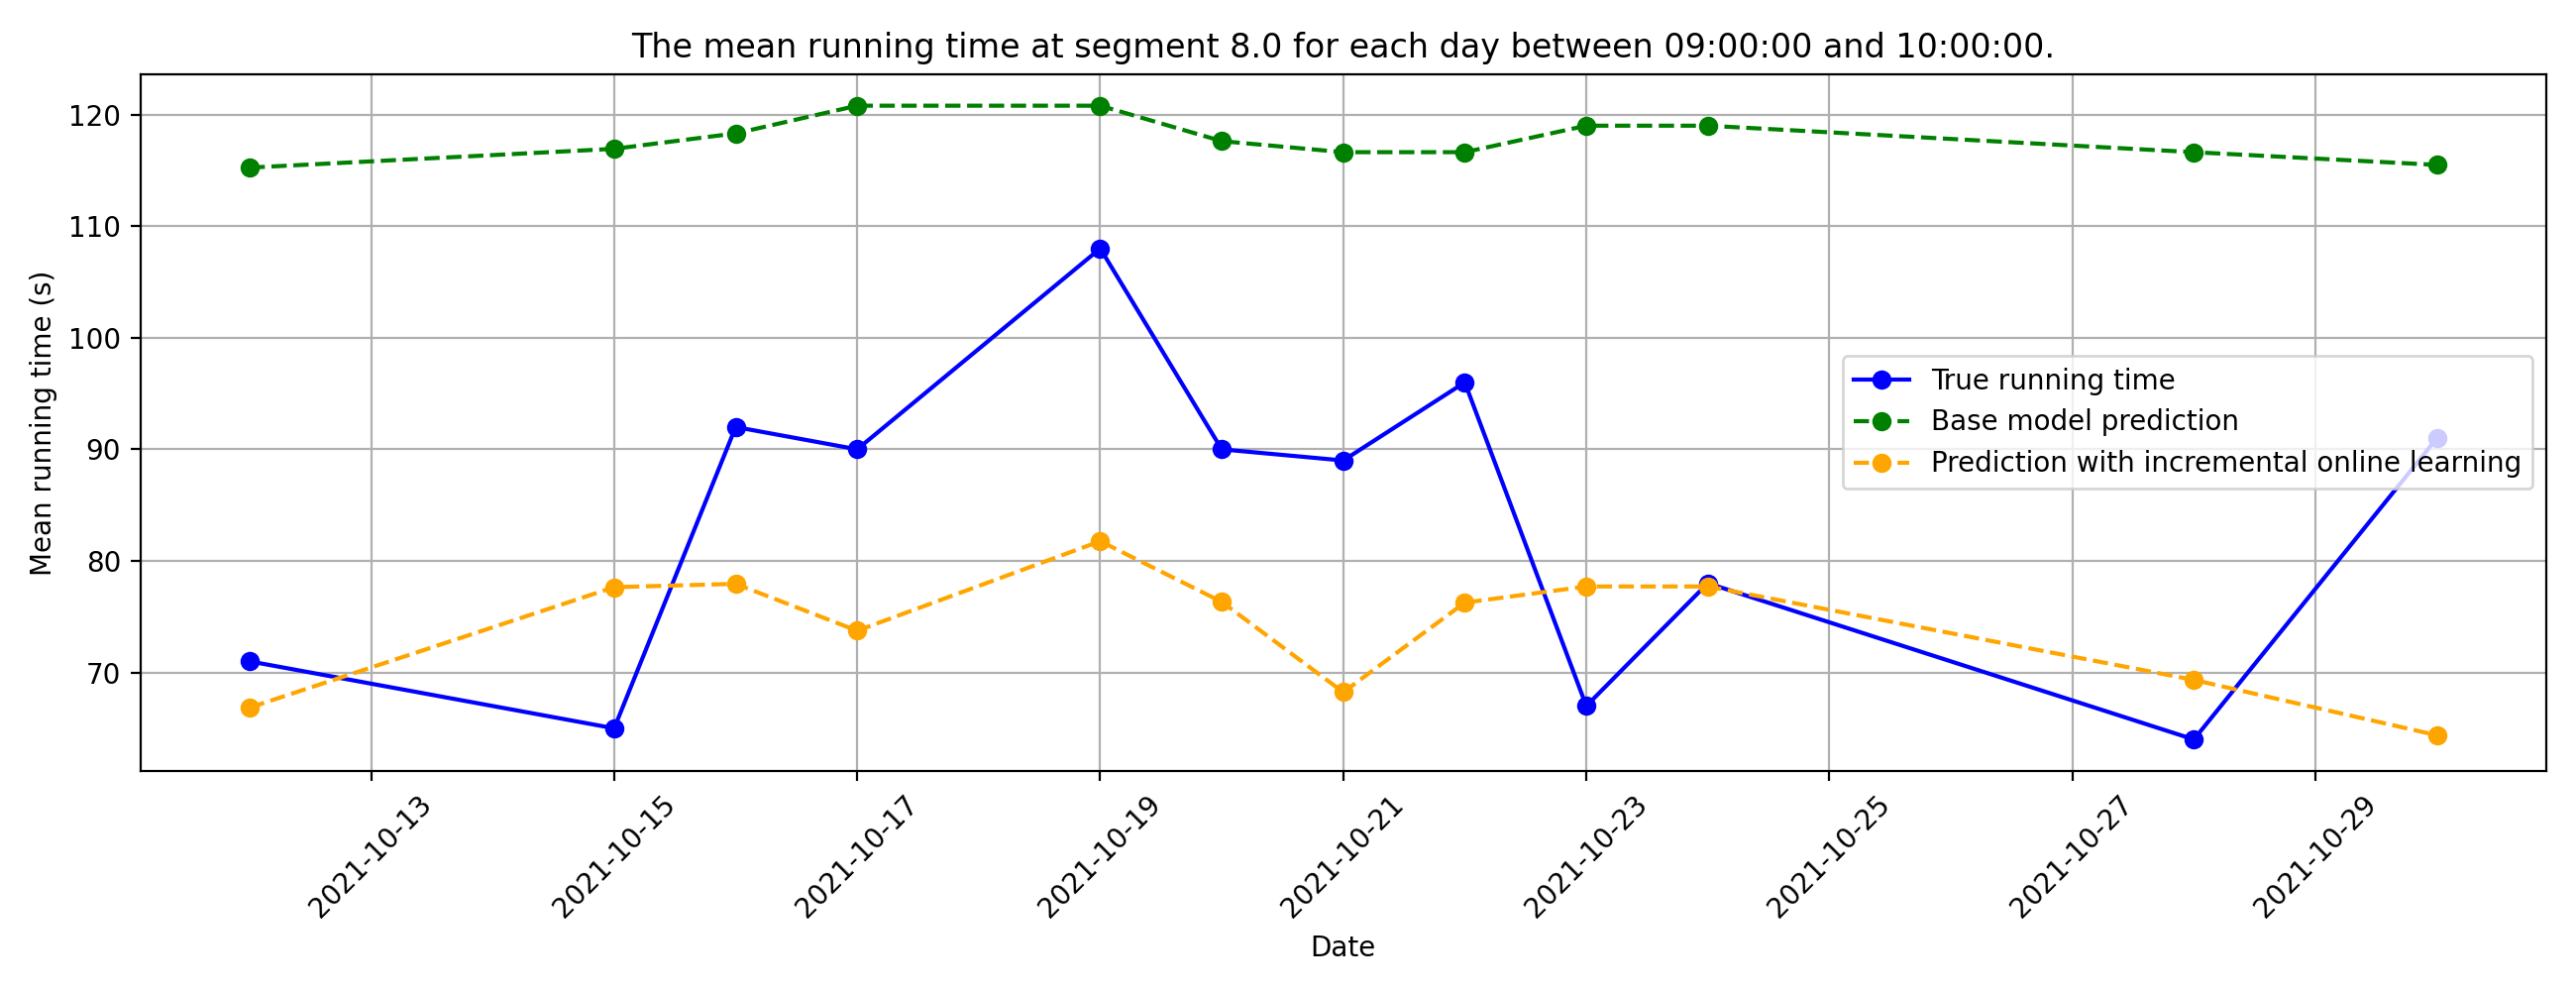 The mean running time at segment 8.0 for each day between 09:00:00 and 10:00:00.
120
110
100
90
80
70
Mean running time (s)
True running time
Base model prediction
Prediction with incremental online learning
2021-10-13
2021-10-15
2021-10-17
2021-10-19
2021-10-21
2021-10-23
2021-10-25
2021-10-27
2021-10-29
Date